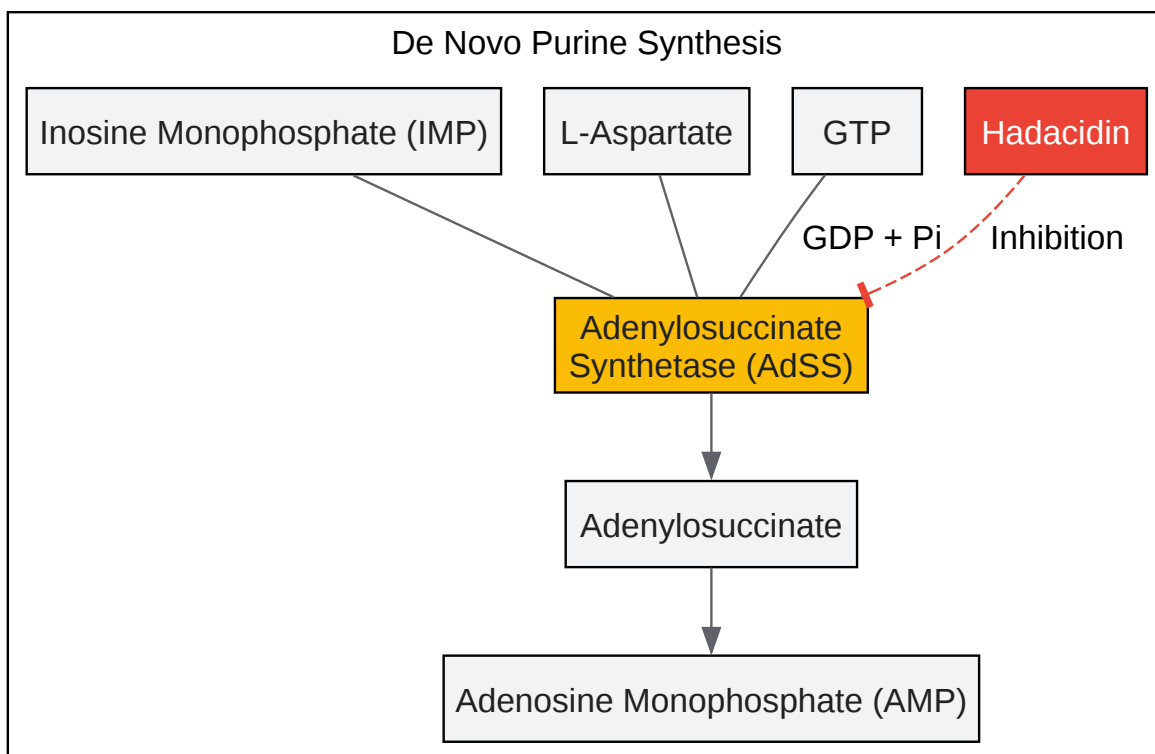 De Novo Purine Synthesis
Inosine Monophosphate (IMP)
L-Aspartate
GTP
Hadacidin
GDP + Pi
Inhibition
Adenylosuccinate
Synthetase (AdSS)
Adenylosuccinate
Adenosine Monophosphate (AMP)